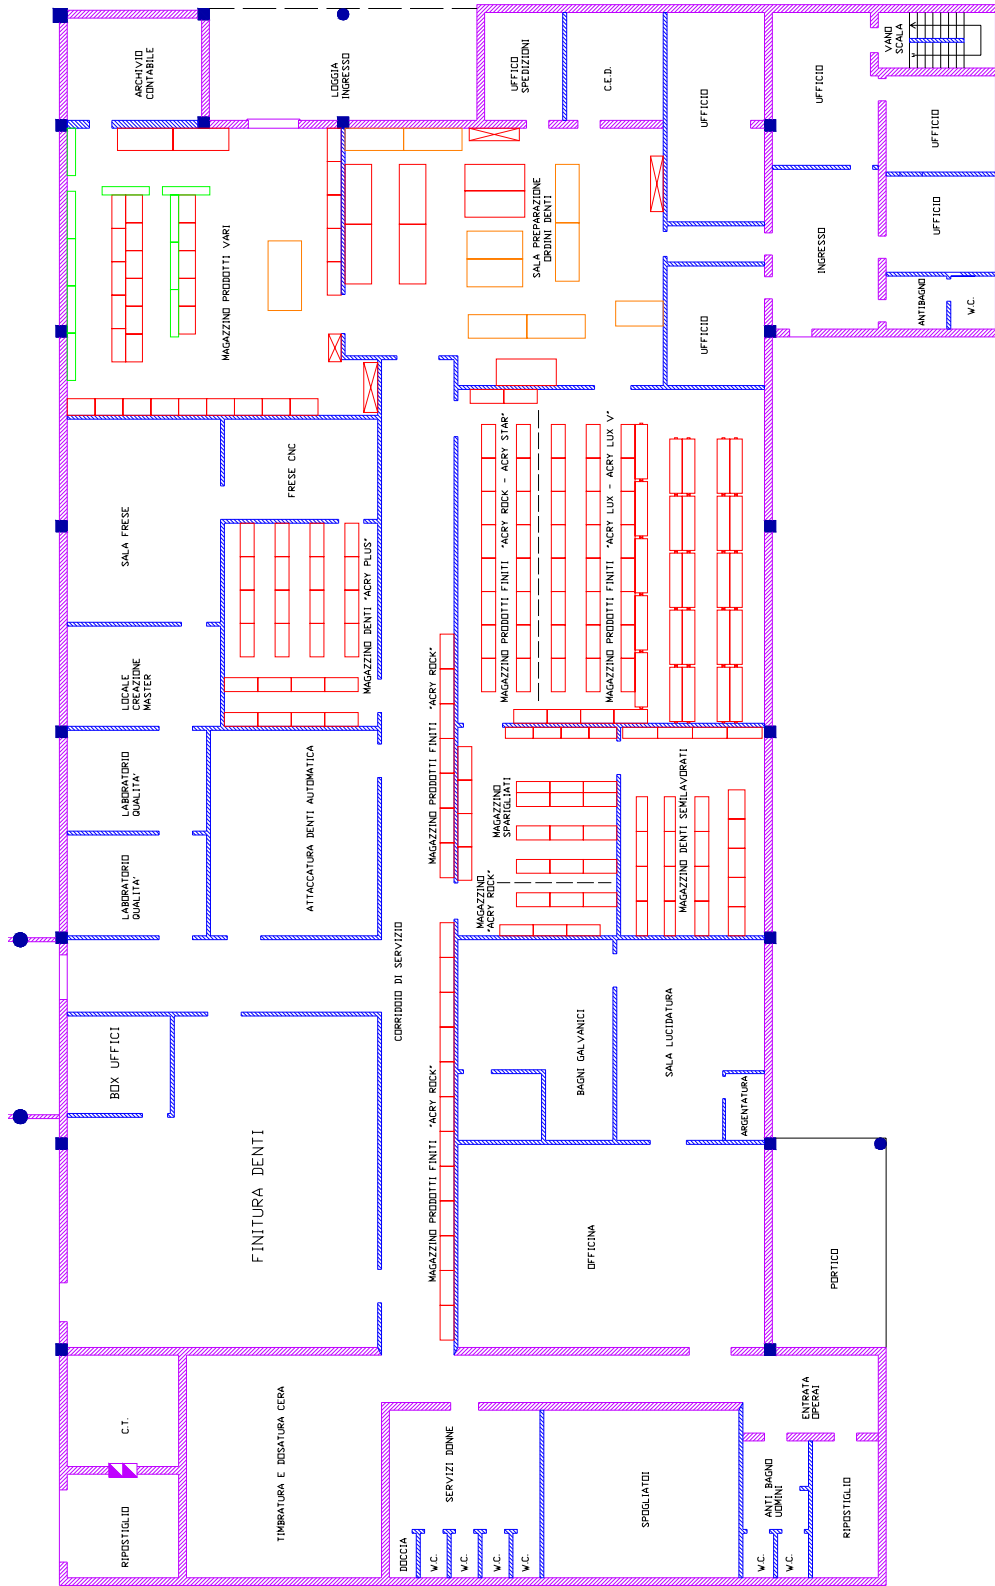 ARCHIVIO
CONTABILE
LOGGIA
INGRESSO
UFFICO
SPEDIZIONI
C.E.D.
UFFICIO
UFFICIO
VANO
SCALA
UFFICIO
UFFICIO
INGRESSO
ANTIBAGNO
W.C.
UFFICIO
MAGAZZINO PRODOTTI VARI
SALA PREPARAZIONE
ORDINI DENTI
SALA FRESE
FRESE CNC
MAGAZZINO DENTI "ACRY PLUS"
MAGAZZINO PRODOTTI FINITI "ACRY ROCK - ACRY STAR"
MAGAZZINO PRODOTTI FINITI "ACRY LUX - ACRY LUX V"
LOCALE
CREAZIONE
MASTER
LABORATORIO
QUALITA'
LABORATORIO
QUALITA'
ATTACCATURA DENTI AUTOMATICA
MAGAZZINO PRODOTTI FINITI "ACRY ROCK"
MAGAZZINO
SPARIGLIATI
MAGAZZINO
"ACRY ROCK"
MAGAZZINO DENTI SEMILAVORATI
CORRIDOIO DI SERVIZIO
BOX UFFICI
FINITURA DENTI
MAGAZZINO PRODOTTI FINITI "ACRY ROCK"
BAGNI GALVANICI
SALA LUCIDATURA
ARGENTATURA
OFFICINA
PORTICO
C.T.
RIPOSTIGLIO
TIMBRATURA E DOSATURA CERA
SERVIZI DONNE
DOCCIA
W.C.
W.C.
W.C.
W.C.
SPOGLIATOI
ENTRATA
OPERAI
ANTI BAGNO
UOMINI
W.C.
W.C.
RIPOSTIGLIO